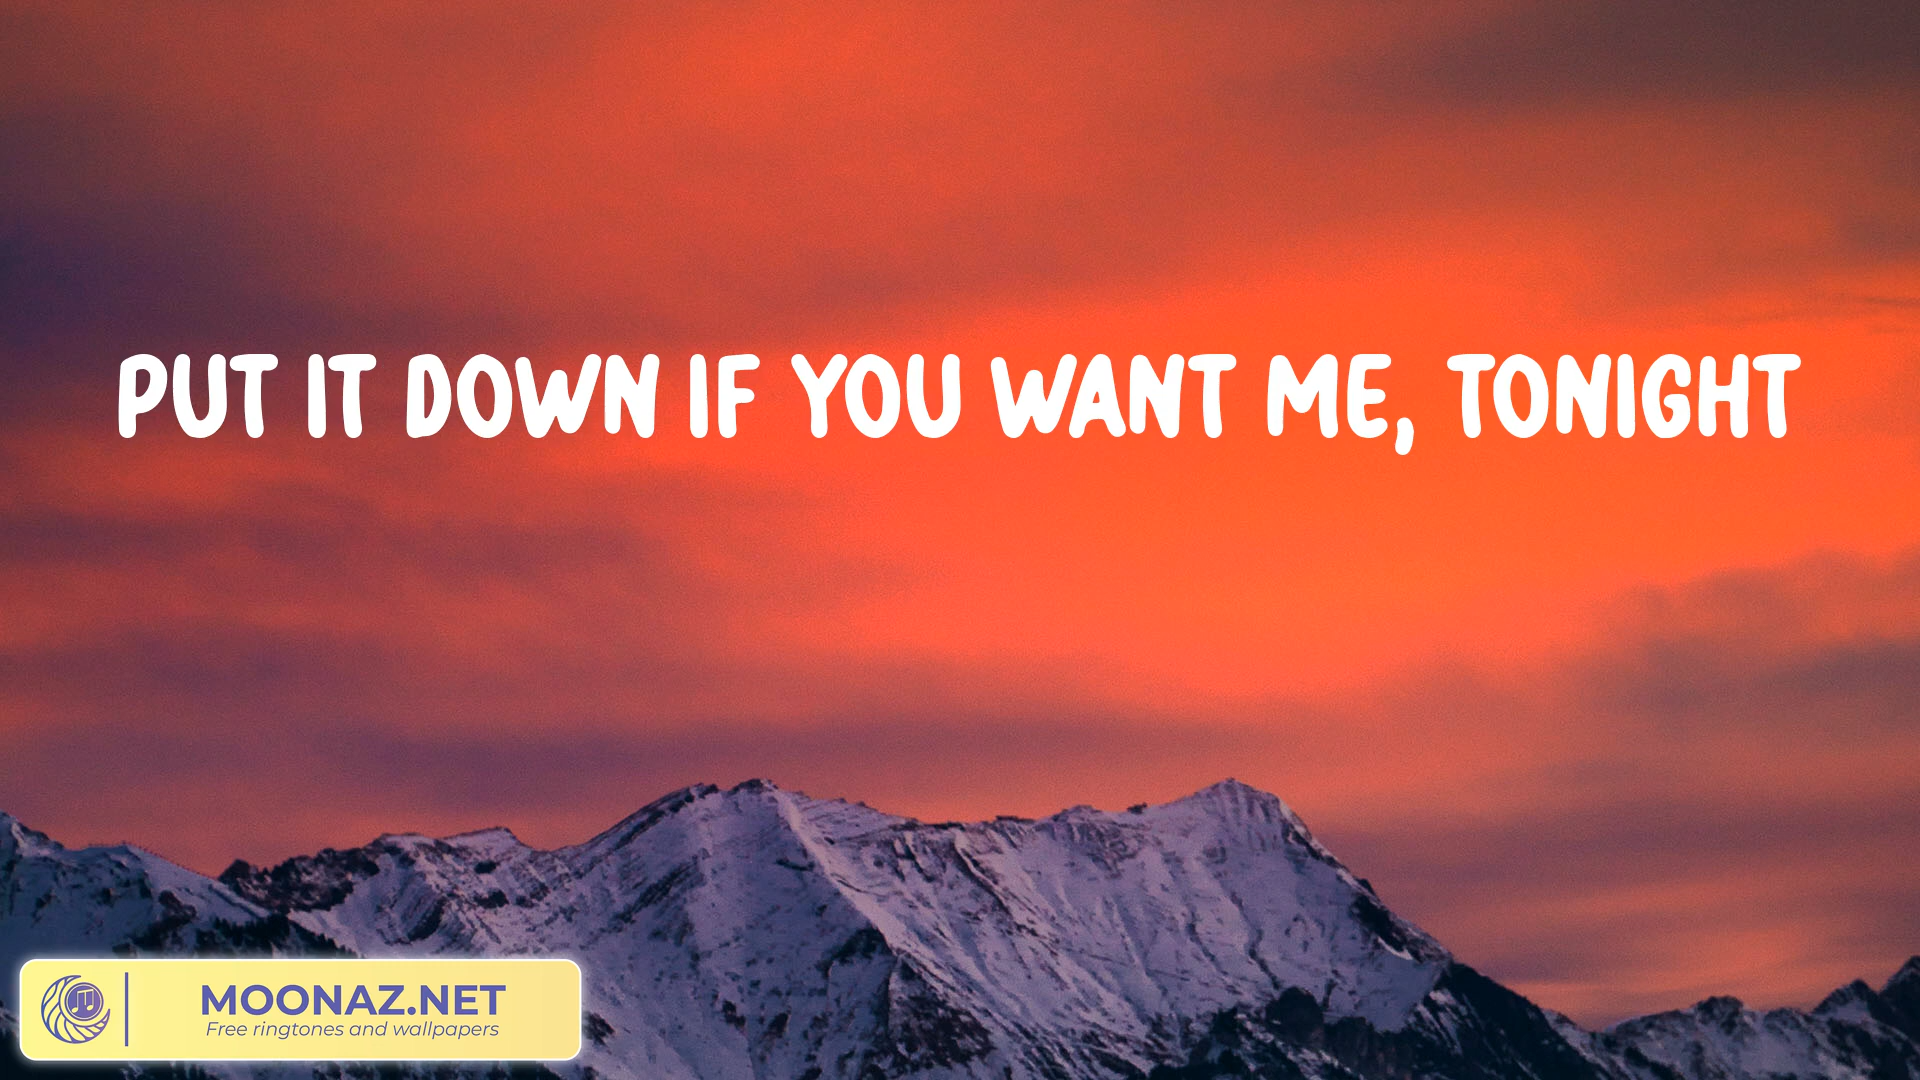 PUT IT DOWN IF YOU WANT ME, TONIGHT
MOONAZ.NET
Free ringtones and wallpapers